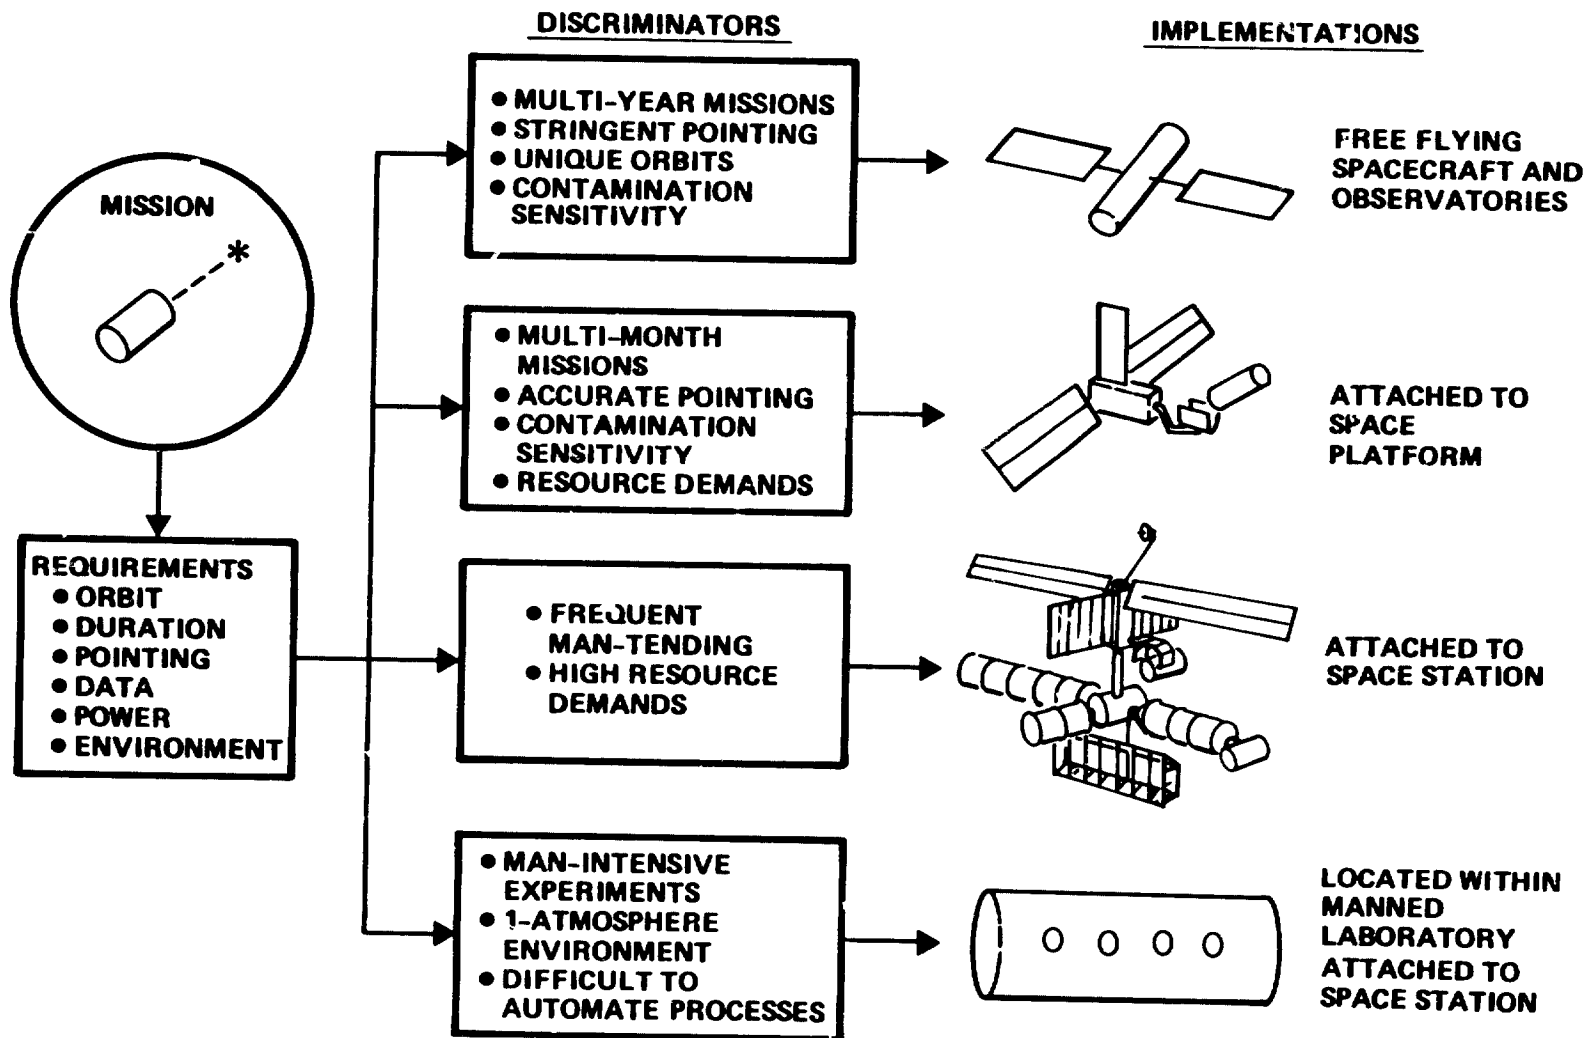 DISCRIMINATORS
IMPLEMENTATIONS
MISSION
REQUIREMENTS
• ORBIT
• DURATION
• POINTING
• DATA
• POWER
• ENVIRONMENT
• MULTI-YEAR MISSIONS
• STRINGENT POINTING
• UNIQUE ORBITS
• CONTAMINATION
SENSITIVITY
FREE FLYING
SPACECRAFT AND
OBSERVATORIES
• MULTI-MONTH
MISSIONS
• ACCURATE POINTING
• CONTAMINATION
SENSITIVITY
• RESOURCE DEMANDS
ATTACHED TO
SPACE
PLATFORM
• FREQUENT
MAN-TENDING
• HIGH RESOURCE
DEMANDS
ATTACHED TO
SPACE STATION
• MAN-INTENSIVE
EXPERIMENTS
• 1-ATMOSPHERE
ENVIRONMENT
• DIFFICULT TO
AUTOMATE PROCESSES
LOCATED WITHIN
MANNED
LABORATORY
ATTACHED TO
SPACE STATION